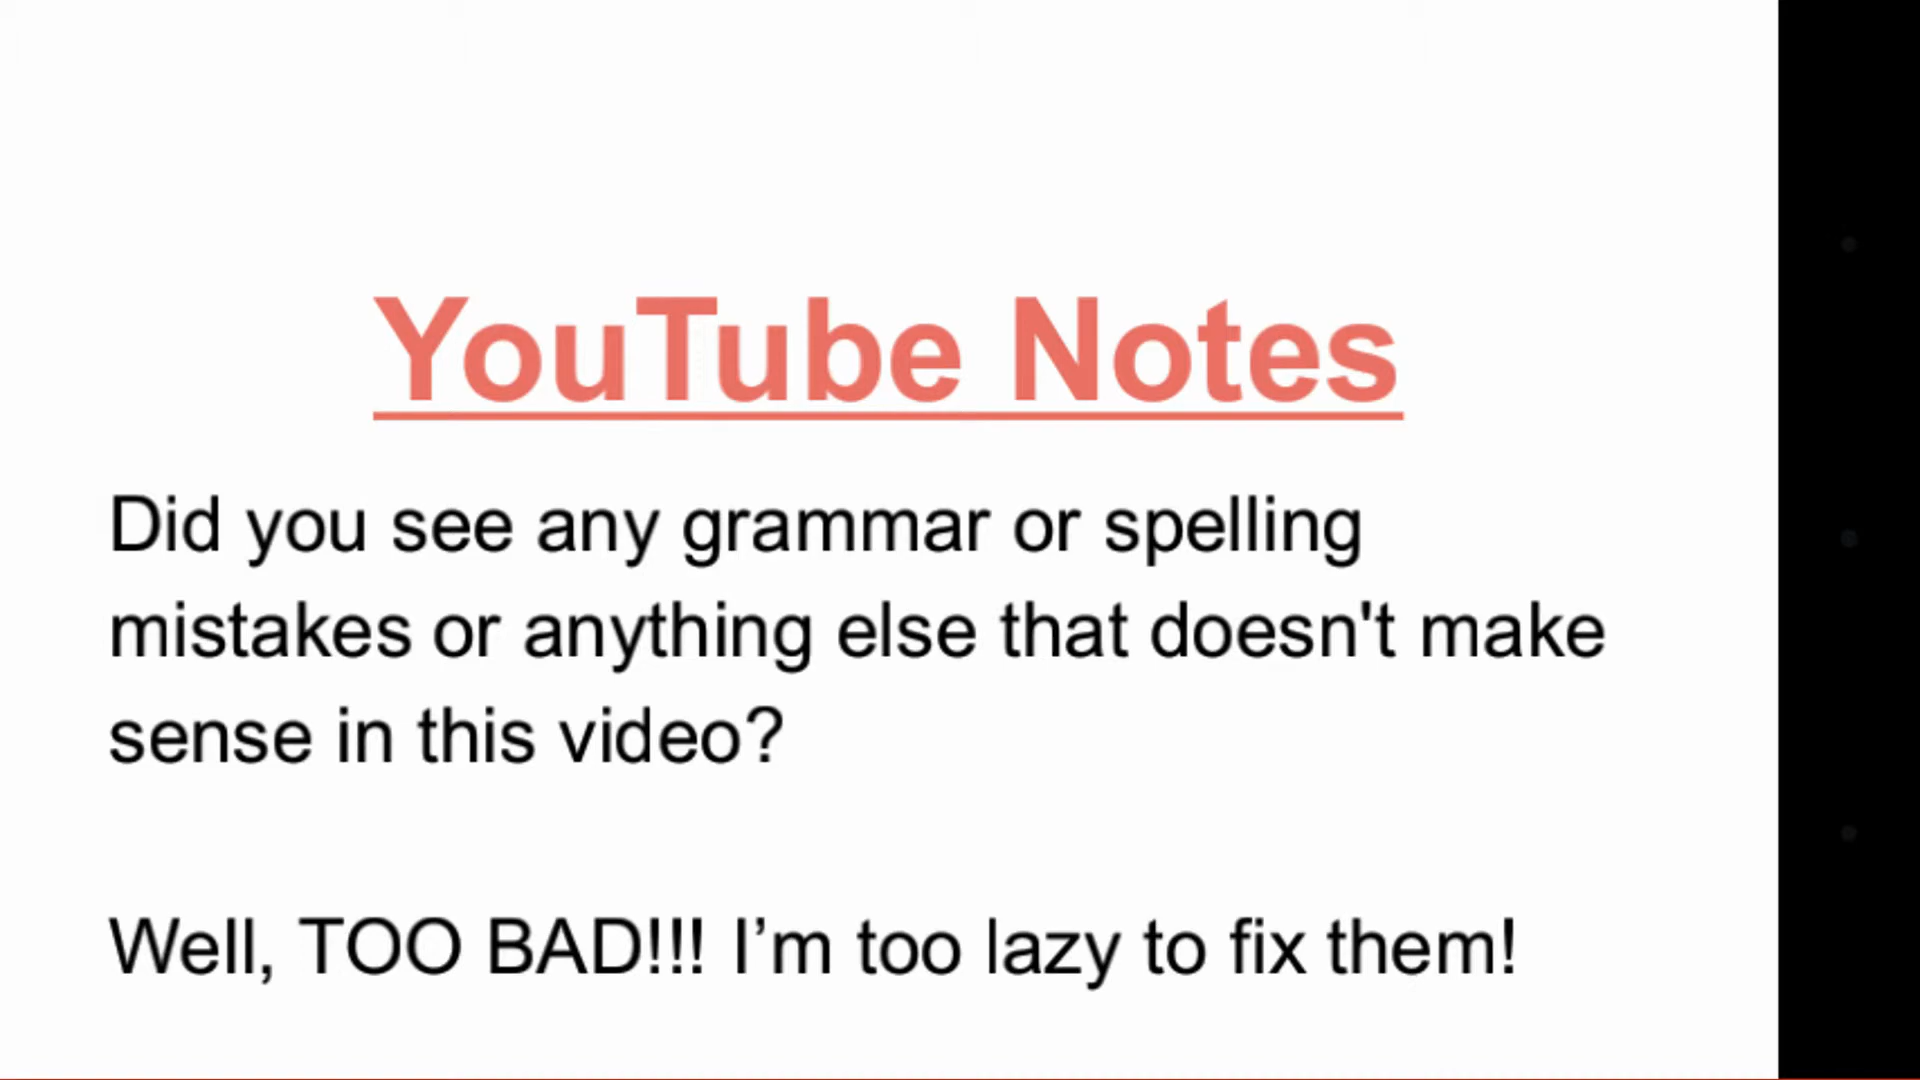 YouTube Notes
Did you see any grammar or spelling
mistakes or anything else that doesn't make
sense in this video?
Well, TOO BAD!!! I’m too lazy to fix them!